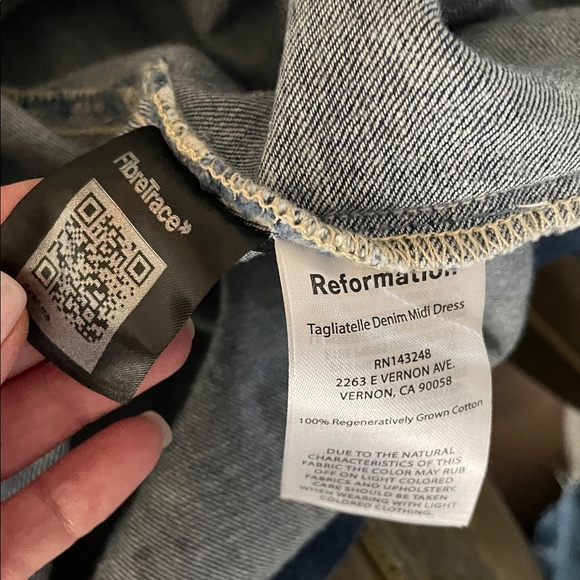 FibreTrace»
Reformation
Tagliatelle Denim Midi Dress
RN143248
2263 E VERNON AVE.
VERNON, CA 90058
100% Regeneratively Grown Cotton
DUE TO THE NATURAL
CHARACTERISTICS OF THIS
FABRIC THE COLOR MAY RUB
OFF ON LIGHT COLORED
FABRICS AND UPHOLSTERY.
CARE SHOULD BE TAKEN
WHEN WEARING WITH LIGHT
COLORED CLOTHING.